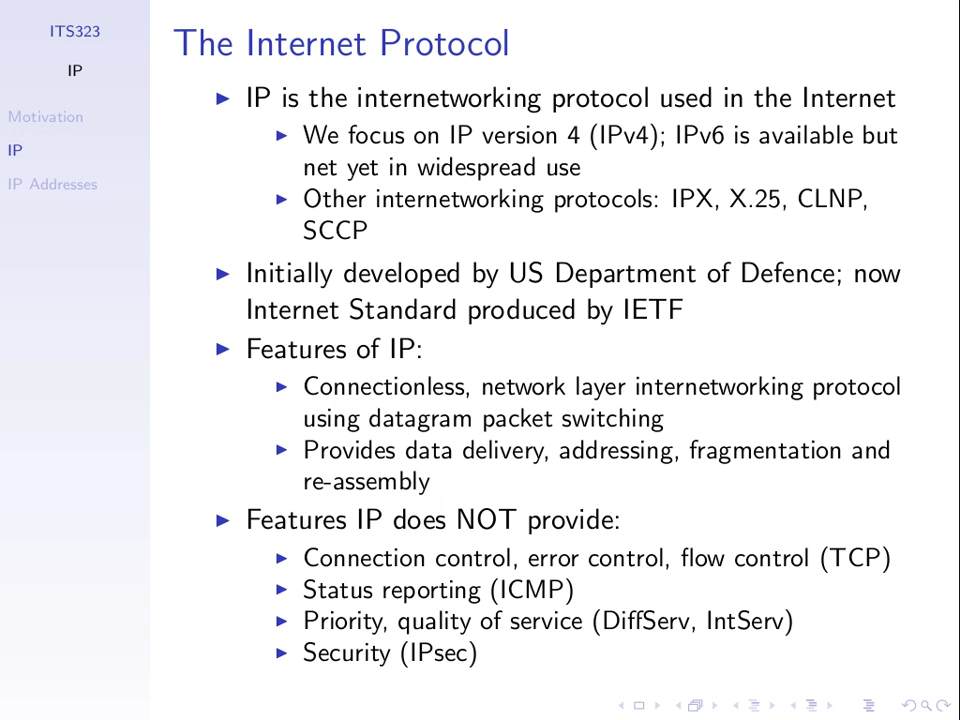 ITS323
IP
Motivation
IP
IP Addresses
The Internet Protocol
IP is the internetworking protocol used in the Internet
We focus on IP version 4 (IPv4); IPv6 is available but
net yet in widespread use
Other internetworking protocols: IPX, X.25, CLNP,
SCCP
Initially developed by US Department of Defence; now
Internet Standard produced by IETF
Features of IP:
Connectionless, network layer internetworking protocol
using datagram packet switching
Provides data delivery, addressing, fragmentation and
re-assembly
Features IP does NOT provide:
Connection control, error control, flow control (TCP)
Status reporting (ICMP)
Priority, quality of service (DiffServ, IntServ)
Security (IPsec)